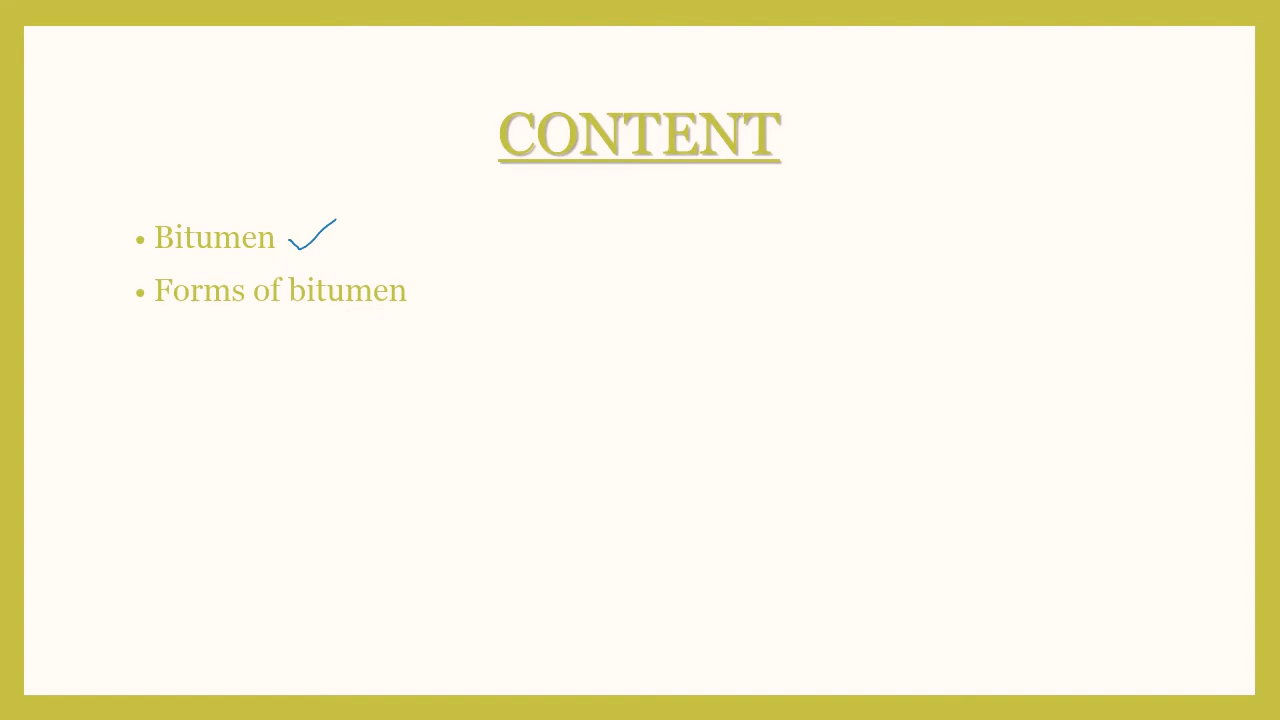 CONTENT
• Bitumen
• Forms of bitumen